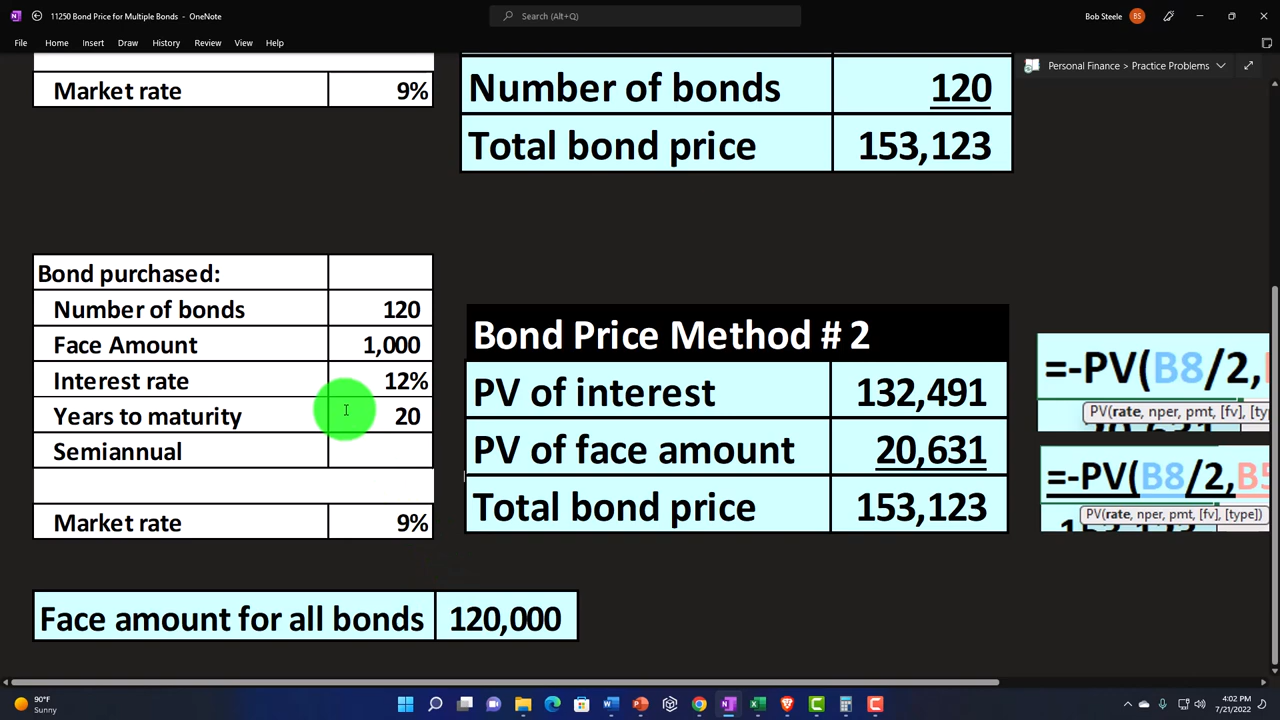 11250 Bond Price for Multiple Bonds - OneNote
Search (Alt+Q)
Bob Steele
BS
File Home Insert Draw History Review View Help
Personal Finance > Practice Problems
Market rate 9%
Number of bonds 120
Total bond price 153,123
Bond purchased:
Number of bonds 120
Face Amount 1,000
Interest rate 12%
Years to maturity 20
Semiannual
Market rate 9%
Bond Price Method # 2
PV of interest 132,491
PV of face amount 20,631
Total bond price 153,123
=-PV(B8/2,
PV(rate, nper, pmt, [fv], [ty
=-PV(B8/2,B5
PV(rate, nper, pmt, [fv], [type])
Face amount for all bonds 120,000
90°F
Sunny
4:02 PM
7/21/2022